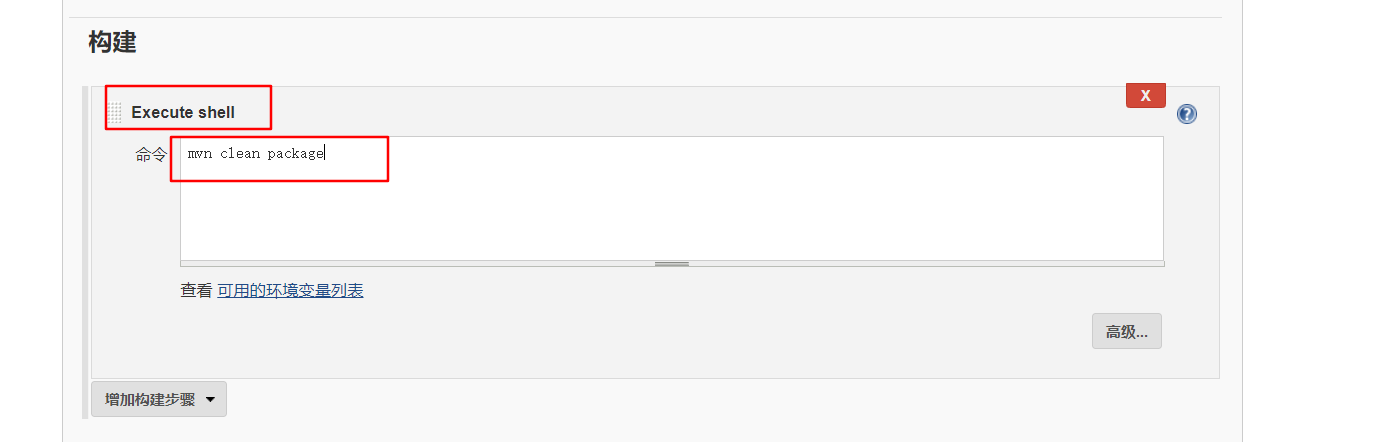 构建
Execute shell
X
命令
mvn clean package
查看 可用的环境变量列表
高级...
增加构建步骤